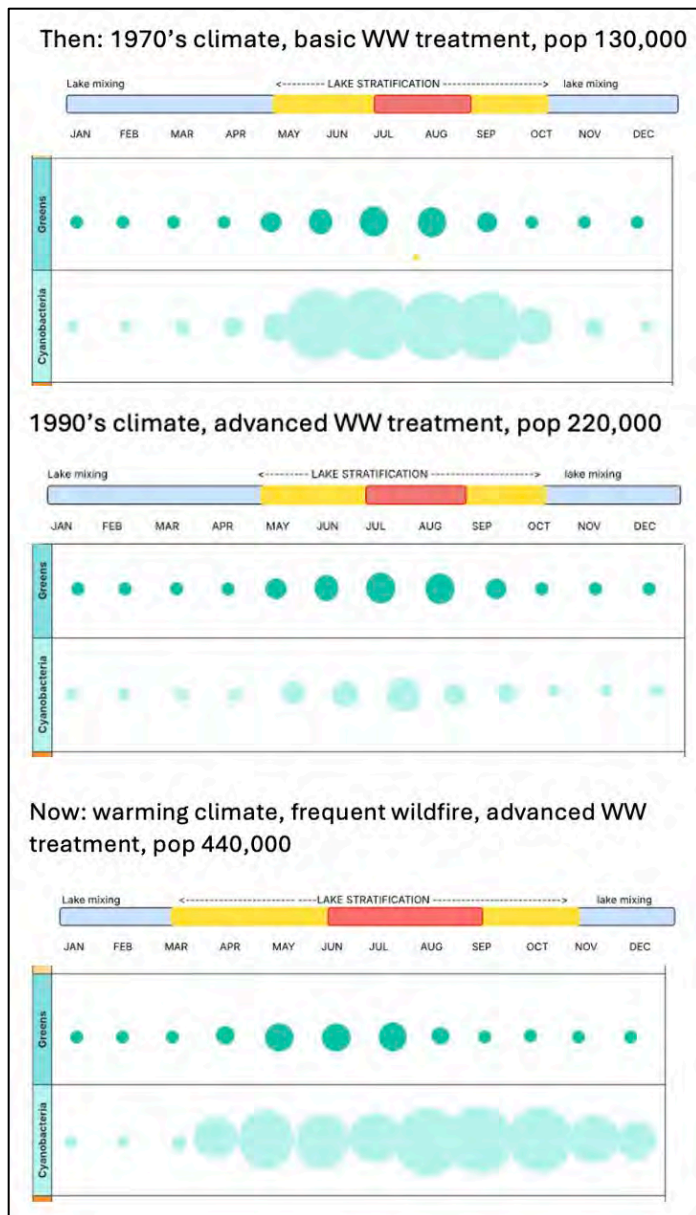 Then: 1970's climate, basic WW treatment, pop 130,000
Lake mixing <------- LAKE STRATIFICATION ---------------> lake mixing
JAN FEB MAR APR MAY JUN JUL AUG SEP OCT NOV DEC
Greens
Cyanobacteria
1990's climate, advanced WW treatment, pop 220,000
Lake mixing <------- LAKE STRATIFICATION ---------------> lake mixing
JAN FEB MAR APR MAY JUN JUL AUG SEP OCT NOV DEC
Greens
Cyanobacteria
Now: warming climate, frequent wildfire, advanced WW
treatment, pop 440,000
Lake mixing <-------------------- ----LAKE STRATIFICATION ----------------------> lake mixing
JAN FEB MAR APR MAY JUN JUL AUG SEP OCT NOV DEC
Greens
Cyanobacteria